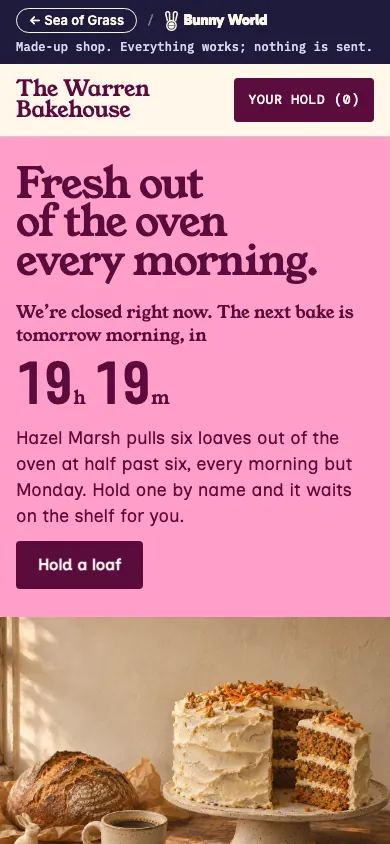 ← Sea of Grass / Bunny World
Made-up shop. Everything works; nothing is sent.
The Warren
Bakehouse
YOUR HOLD (0)
Fresh out
of the oven
every morning.
We’re closed right now. The next bake is
tomorrow morning, in
19h 19m
Hazel Marsh pulls six loaves out of the
oven at half past six, every morning but
Monday. Hold one by name and it waits
on the shelf for you.
Hold a loaf